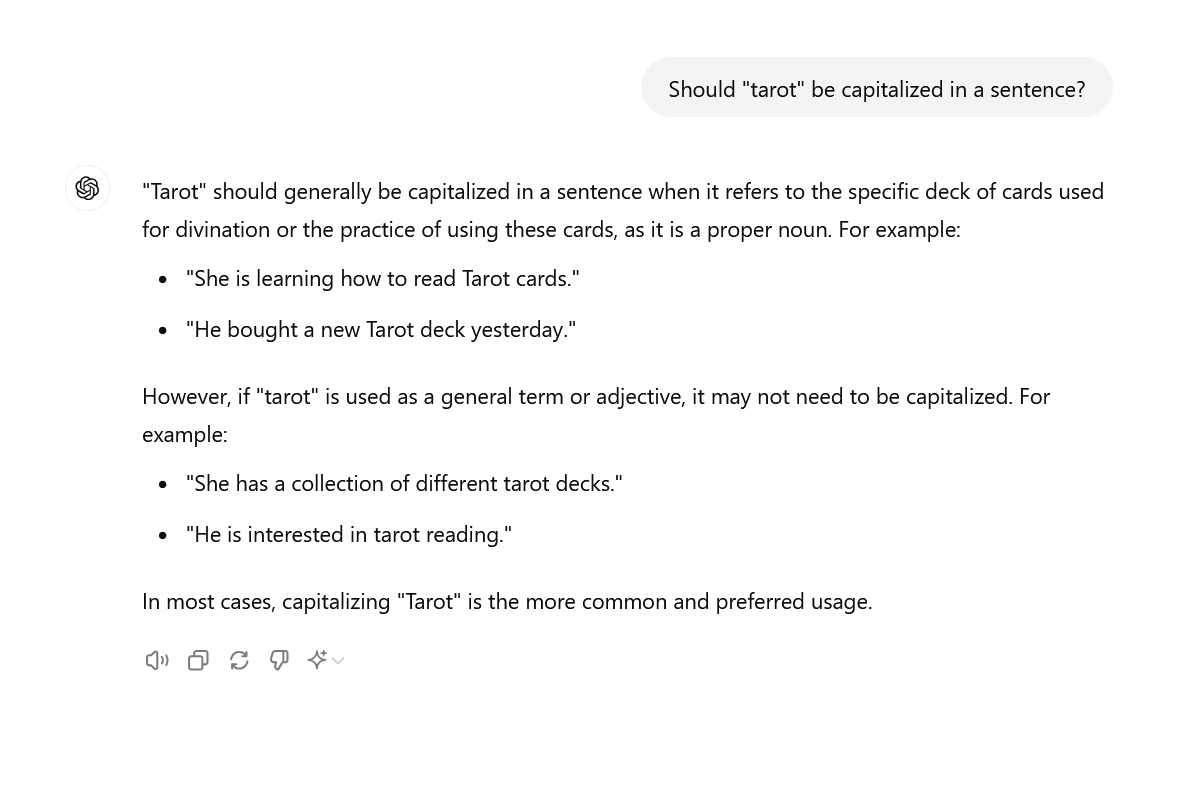 Should "tarot" be capitalized in a sentence?
"Tarot" should generally be capitalized in a sentence when it refers to the specific deck of cards used
for divination or the practice of using these cards, as it is a proper noun. For example:
• "She is learning how to read Tarot cards."
• "He bought a new Tarot deck yesterday."
However, if "tarot" is used as a general term or adjective, it may not need to be capitalized. For
example:
• "She has a collection of different tarot decks."
• "He is interested in tarot reading."
In most cases, capitalizing "Tarot" is the more common and preferred usage.